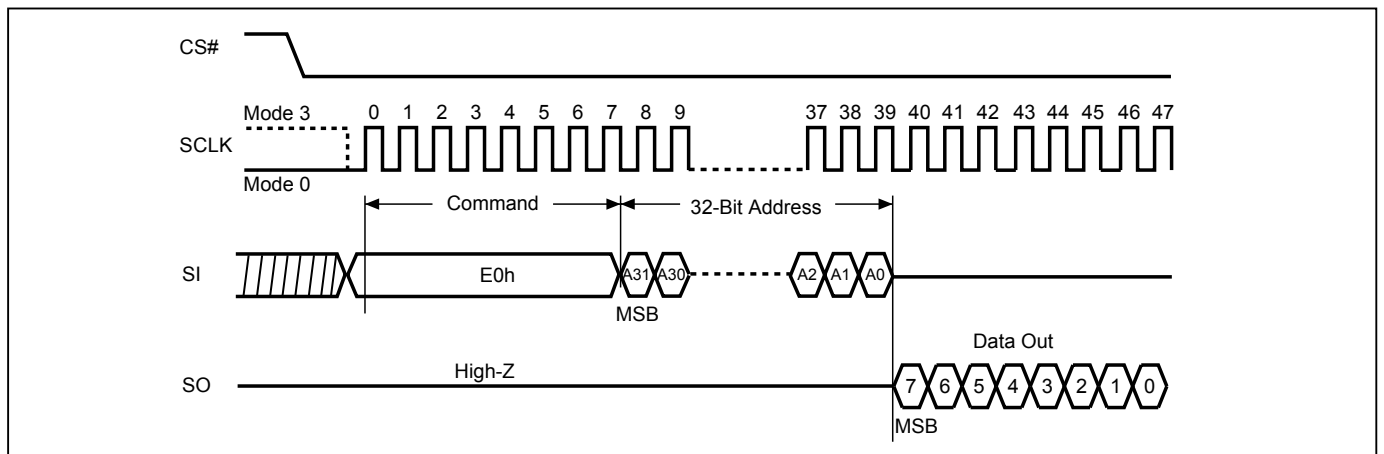 CS#
Mode 3
0 1 2 3 4 5 6 7 8 9 37 38 39 40 41 42 43 44 45 46 47
SCLK
Mode 0
Command
32-Bit Address
SI
E0h
A31 A30 A2 A1 A0
MSB
Data Out
High-Z
SO
7 6 5 4 3 2 1 0
MSB